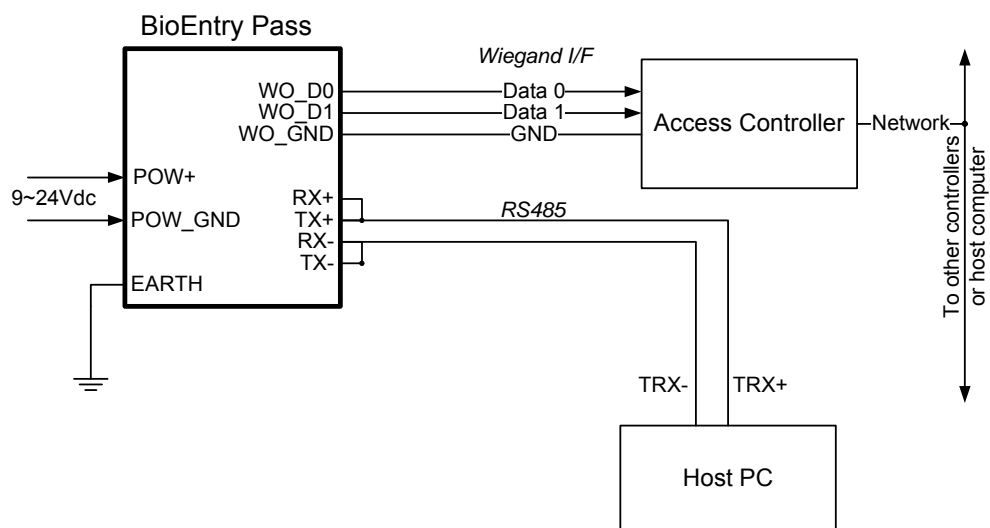 BioEntry Pass
Wiegand I/F
WO_D0
Data 0
WO_D1
Data 1
WO_GND
GND
Access Controller
Network
To other controllers
or host computer
POW+
9~24Vdc
POW_GND
EARTH
RX+
TX+
RX-
TX-
RS485
TRX-
TRX+
Host PC